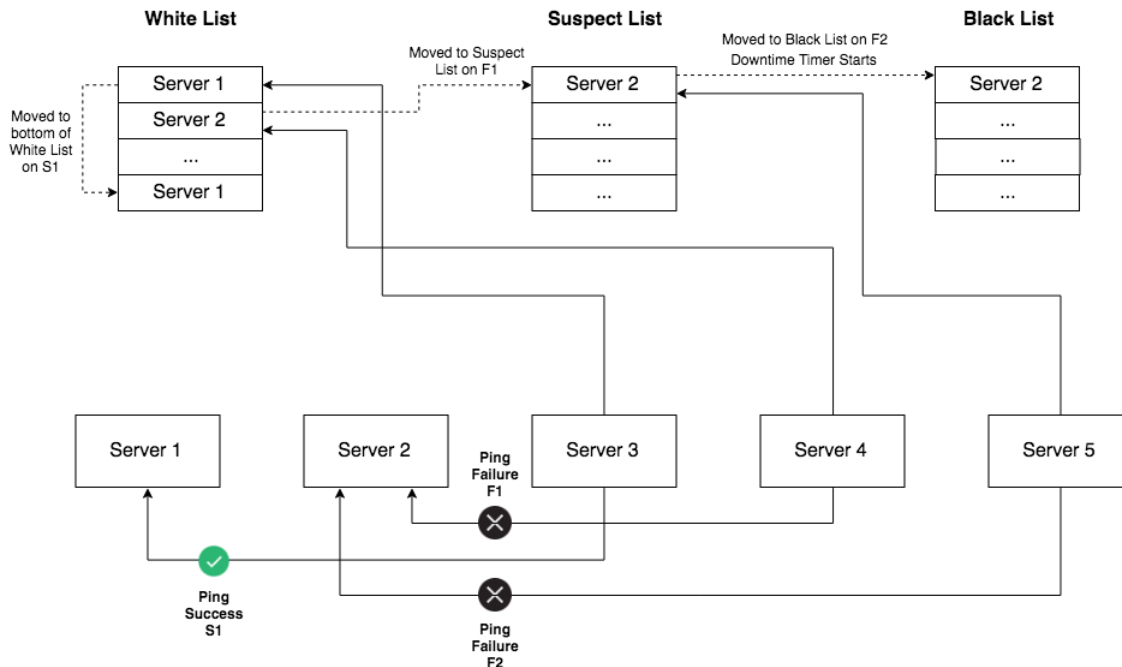 White List
Suspect List
Black List
Moved to Suspect
List on F1
Moved to Black List on F2
Downtime Timer Starts
Moved to
bottom of
White List
on S1
Server 1
Server 2
...
Server 1
Server 2
...
...
...
Server 2
...
...
...
Server 1
Server 2
Server 3
Server 4
Server 5
Ping
Failure
F1
Ping
Success
S1
Ping
Failure
F2